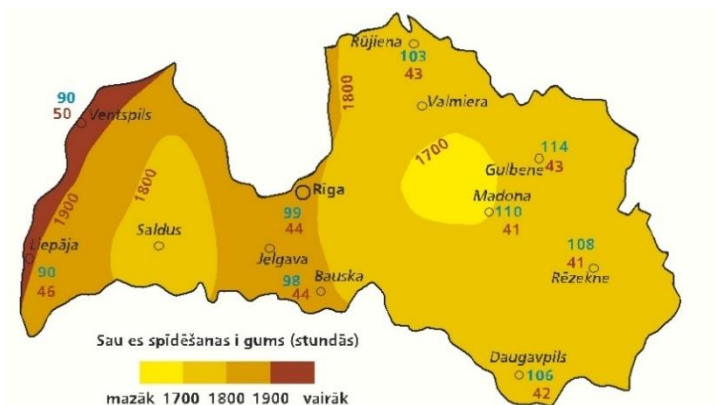 Rūjiena
103
43
1800
90
50
Ventspils
Valmiera
1700
114
Gulbene 43
1800
Rīga
Madona
110
41
1900
99
44
Saldus
Liepāja
Jelgava
108
41
Rēzekne
90
46
98
44
Bauska
Sau es spīdēšanas i gums (stundās)
mazāk 1700 1800 1900 vairāk
Daugavpils
106
42